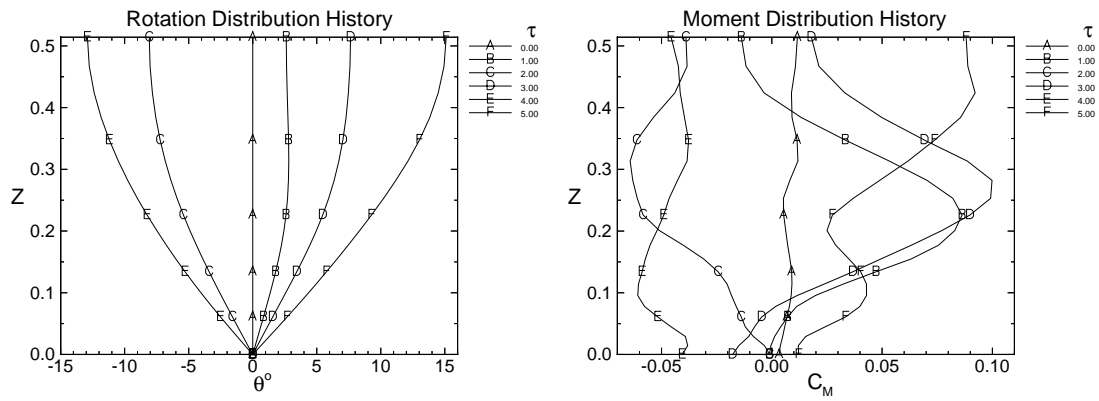 Rotation Distribution History
τ
A 0.00
B 1.00
C 2.00
D 3.00
E 4.00
F 5.00
Z
0.5
0.4
0.3
0.2
0.1
0.0
-15 -10 -5 0 5 10 15
θ°
E C A B D F
E C A B D F
E C A B D F
E C A B D F
E C A B D F
Moment Distribution History
τ
A 0.00
B 1.00
C 2.00
D 3.00
E 4.00
F 5.00
Z
0.5
0.4
0.3
0.2
0.1
0.0
-0.05 0.00 0.05 0.10
C_M
E C B A D F
C E A B D F
C E A F B D
E C A D F B
E C D B F
E D B A F